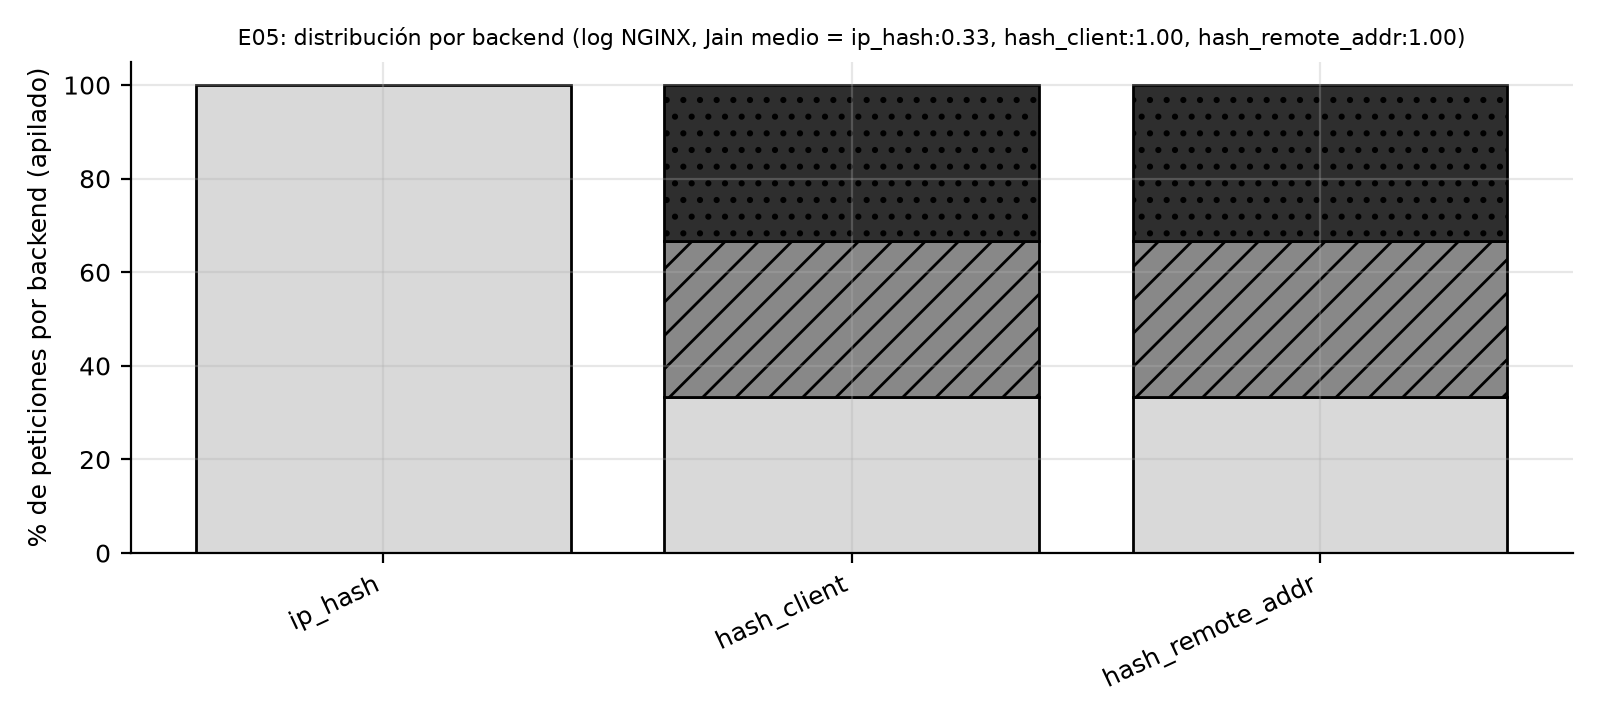 E05: distribución por backend (log NGINX, Jain medio = ip_hash:0.33, hash_client:1.00, hash_remote_addr:1.00)
% de peticiones por backend (apilado)
100
80
60
40
20
0
ip_hash
hash_client
hash_remote_addr